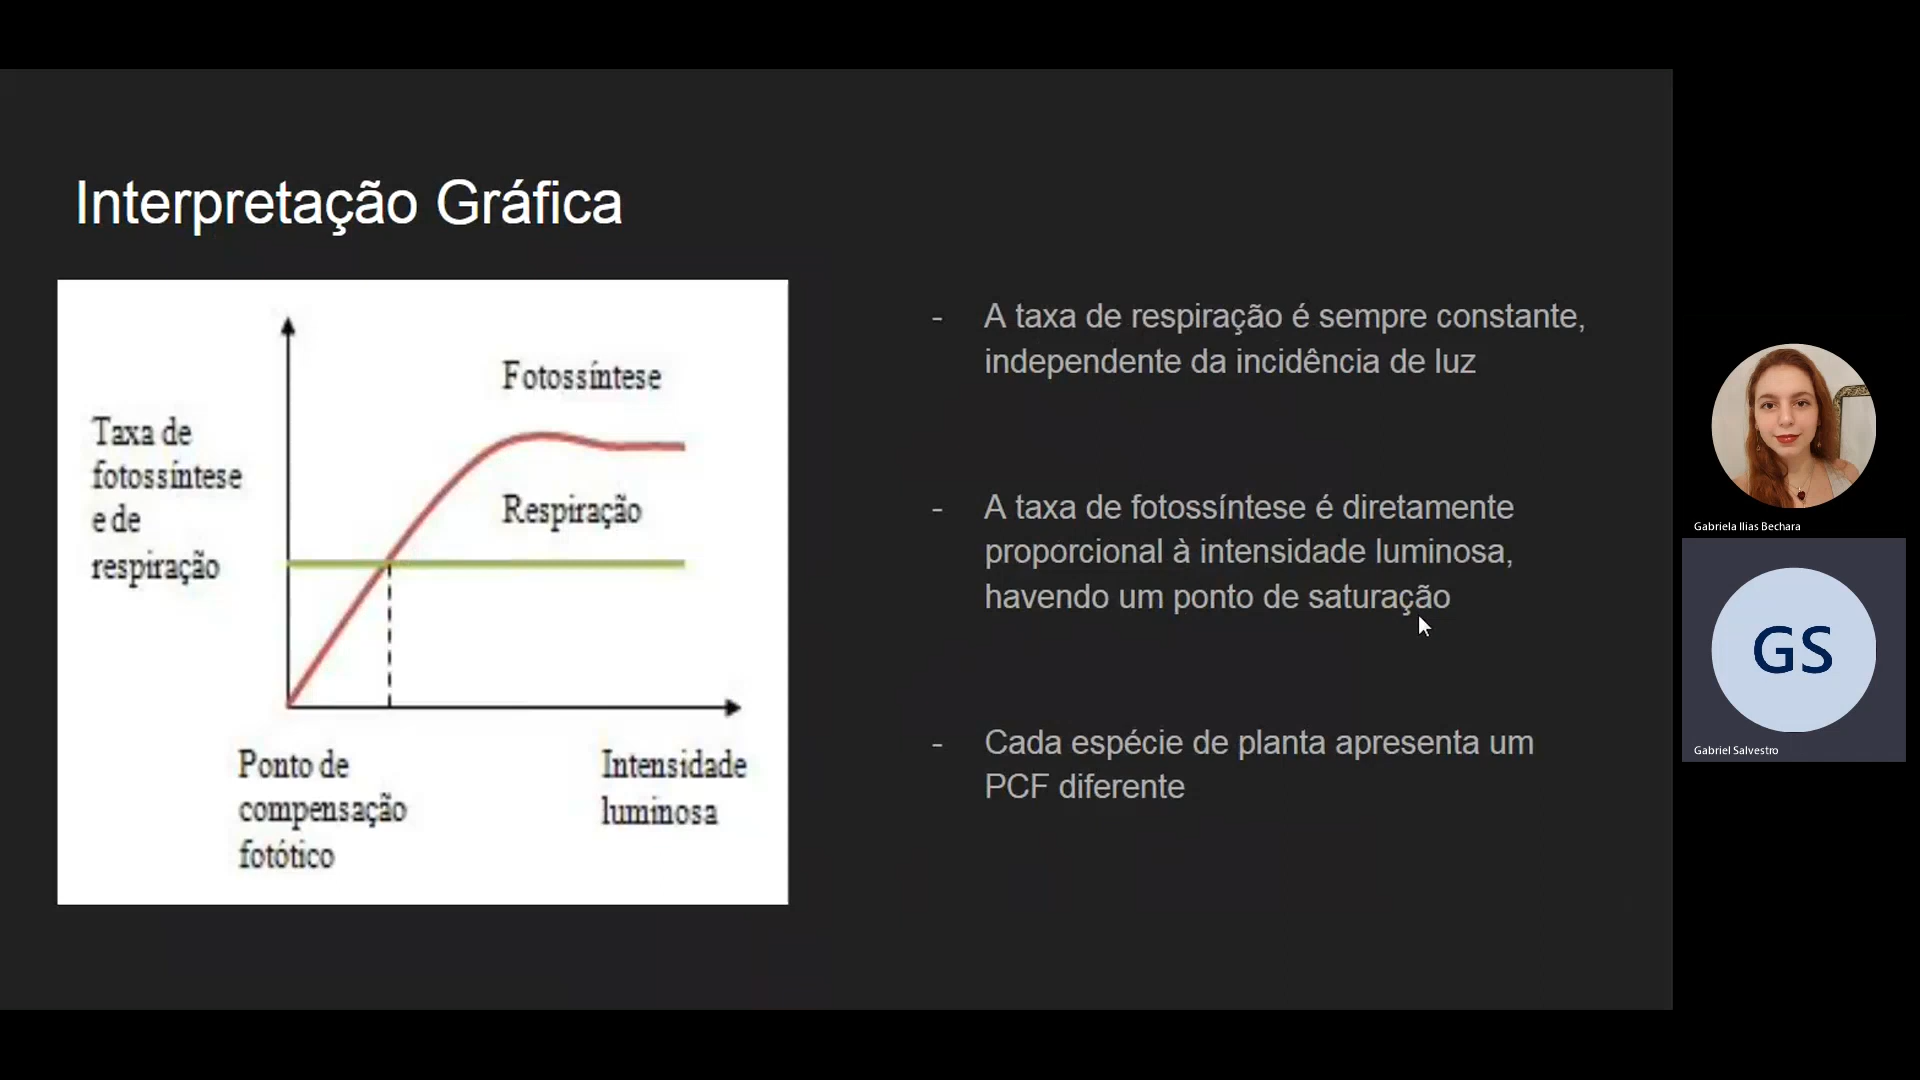 Interpretação Gráfica
Fotossíntese
Taxa de
fotossíntese
e de
respiração
Respiração
Ponto de
compensação
fotótico
Intensidade
luminosa
- A taxa de respiração é sempre constante,
independente da incidência de luz
- A taxa de fotossíntese é diretamente
proporcional à intensidade luminosa,
havendo um ponto de saturação
- Cada espécie de planta apresenta um
PCF diferente
Gabriela Ilias Bechara
GS
Gabriel Salvestro